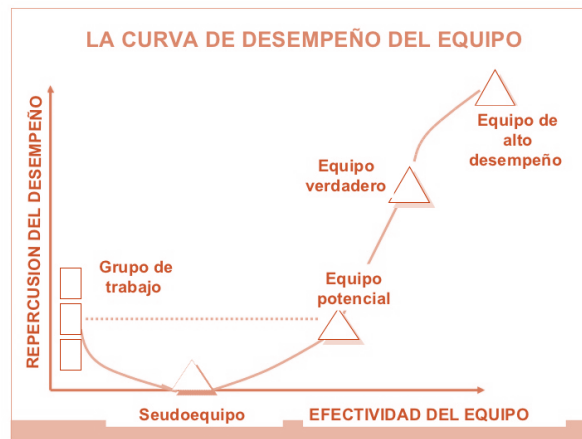 LA CURVA DE DESEMPEÑO DEL EQUIPO
REPERCUSION DEL DESEMPEÑO
Equipo de
alto
desempeño
Equipo
verdadero
Grupo de
trabajo
Equipo
potencial
Seudoequipo
EFECTIVIDAD DEL EQUIPO